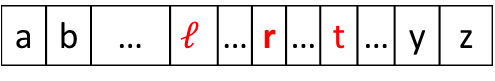 a b ... ℓ ... r ... t ... y z